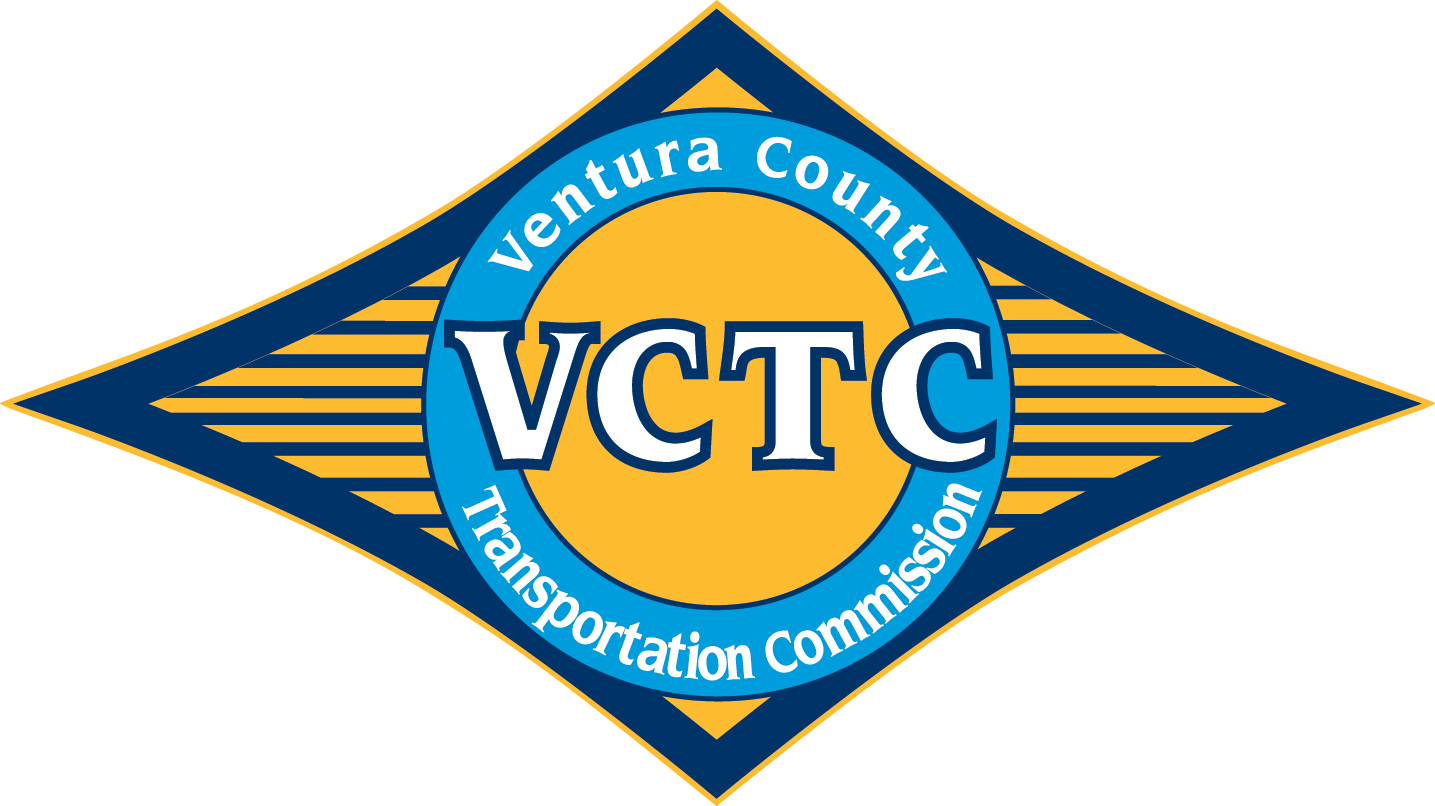 Ventura County
VCTC
Transportation Commission